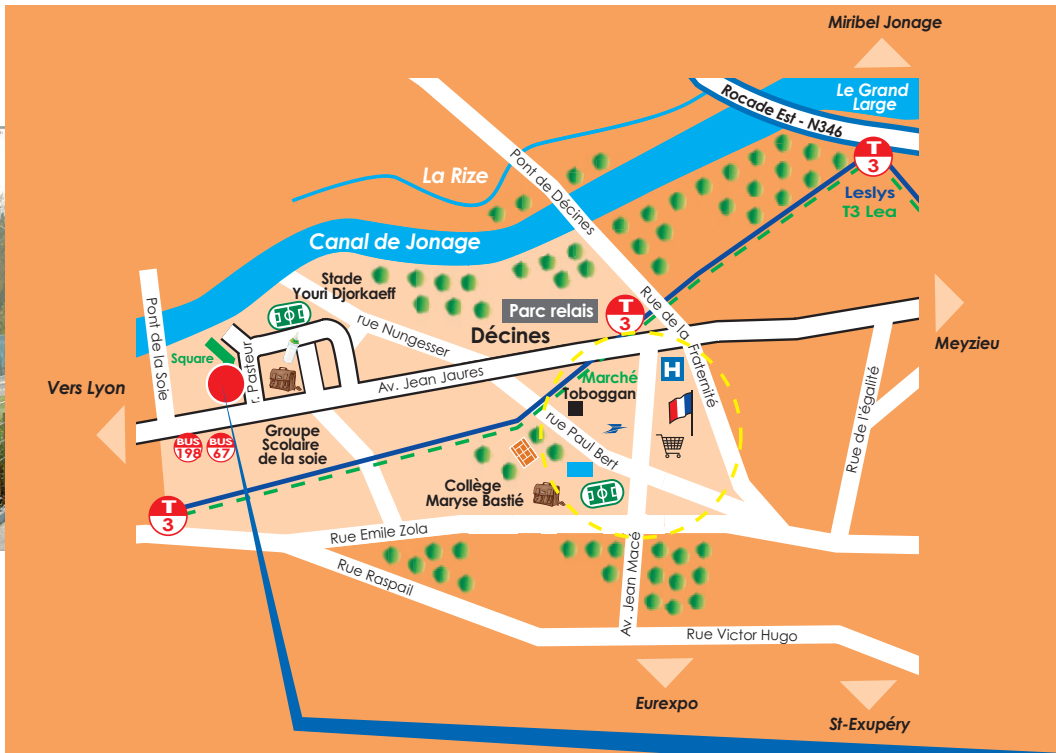 Miribel Jonage
Le Grand
Large
Rocade Est - N346
T
3
Leslys
T3 Lea
La Rize
Pont de Décines
Canal de Jonage
Stade
Youri Djorkaeff
Parc relais
T
3
Rue de la Fraternité
Pont de la Soie
rue Nungesser
Décines
Meyzieu
Square
Pasteur
Av. Jean Jaures
Marché
Toboggan
H
Vers Lyon
BUS
198
BUS
67
Groupe
Scolaire
de la soie
rue Paul Bert
Rue de l'égalité
Collège
Maryse Bastié
T
3
Rue Emile Zola
Rue Raspail
Av. Jean Macé
Rue Victor Hugo
Eurexpo
St-Exupéry